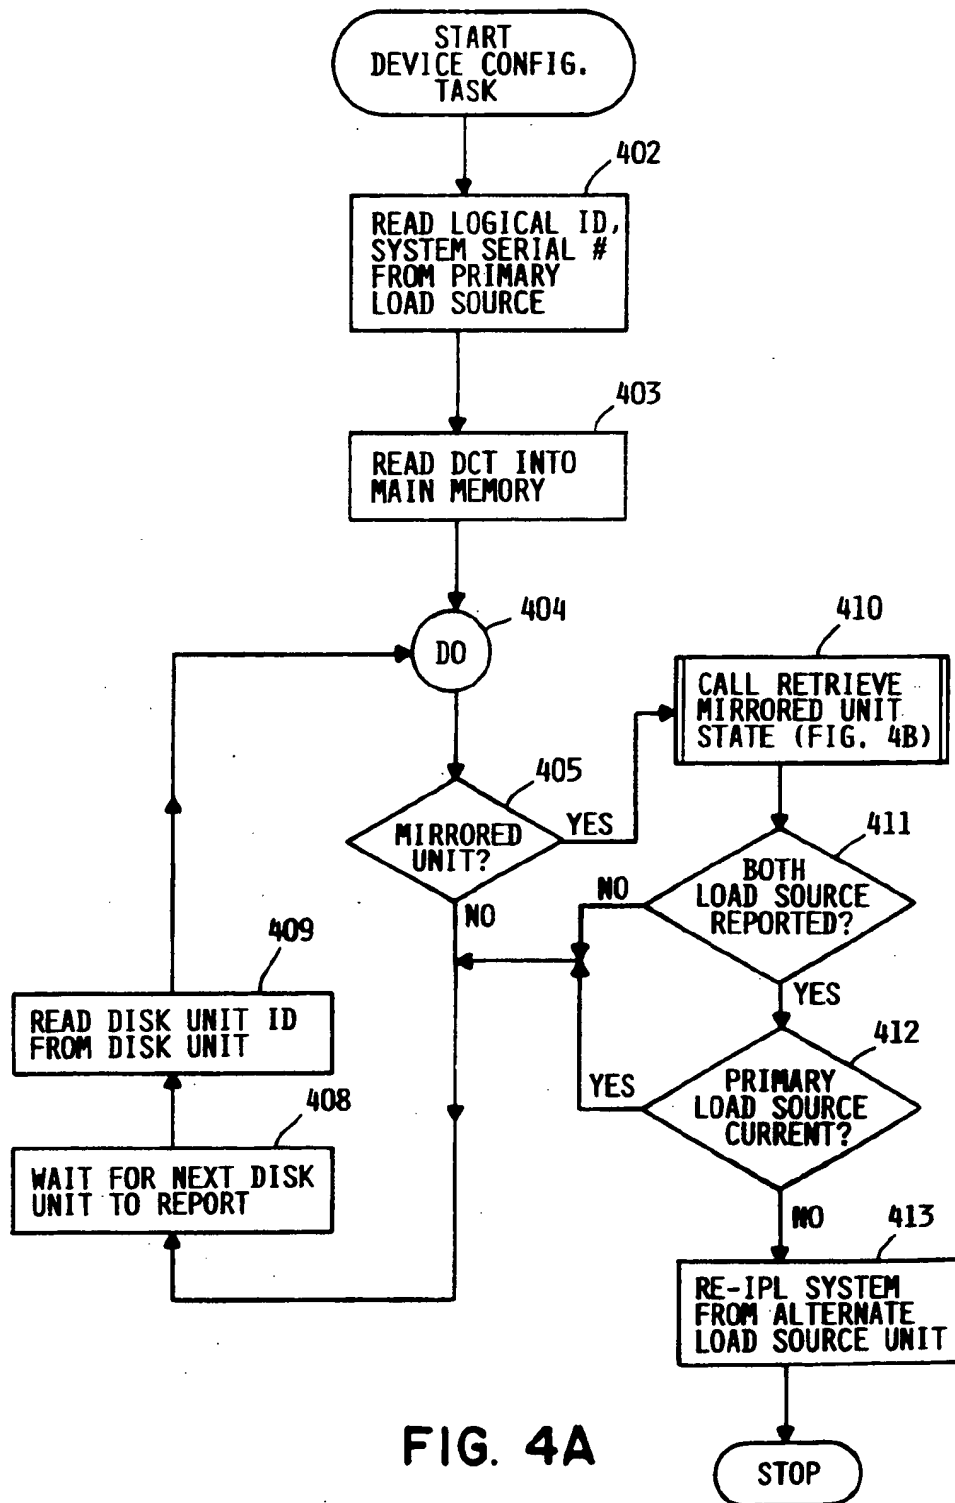 START
DEVICE CONFIG.
TASK
402
READ LOGICAL ID,
SYSTEM SERIAL #
FROM PRIMARY
LOAD SOURCE
403
READ DCT INTO
MAIN MEMORY
404
DO
405
MIRRORED
UNIT?
YES
NO
410
CALL RETRIEVE
MIRRORED UNIT
STATE (FIG. 4B)
411
BOTH
LOAD SOURCE
REPORTED?
NO
YES
412
PRIMARY
LOAD SOURCE
CURRENT?
YES
NO
409
READ DISK UNIT ID
FROM DISK UNIT
408
WAIT FOR NEXT DISK
UNIT TO REPORT
413
RE-IPL SYSTEM
FROM ALTERNATE
LOAD SOURCE UNIT
STOP
FIG. 4A